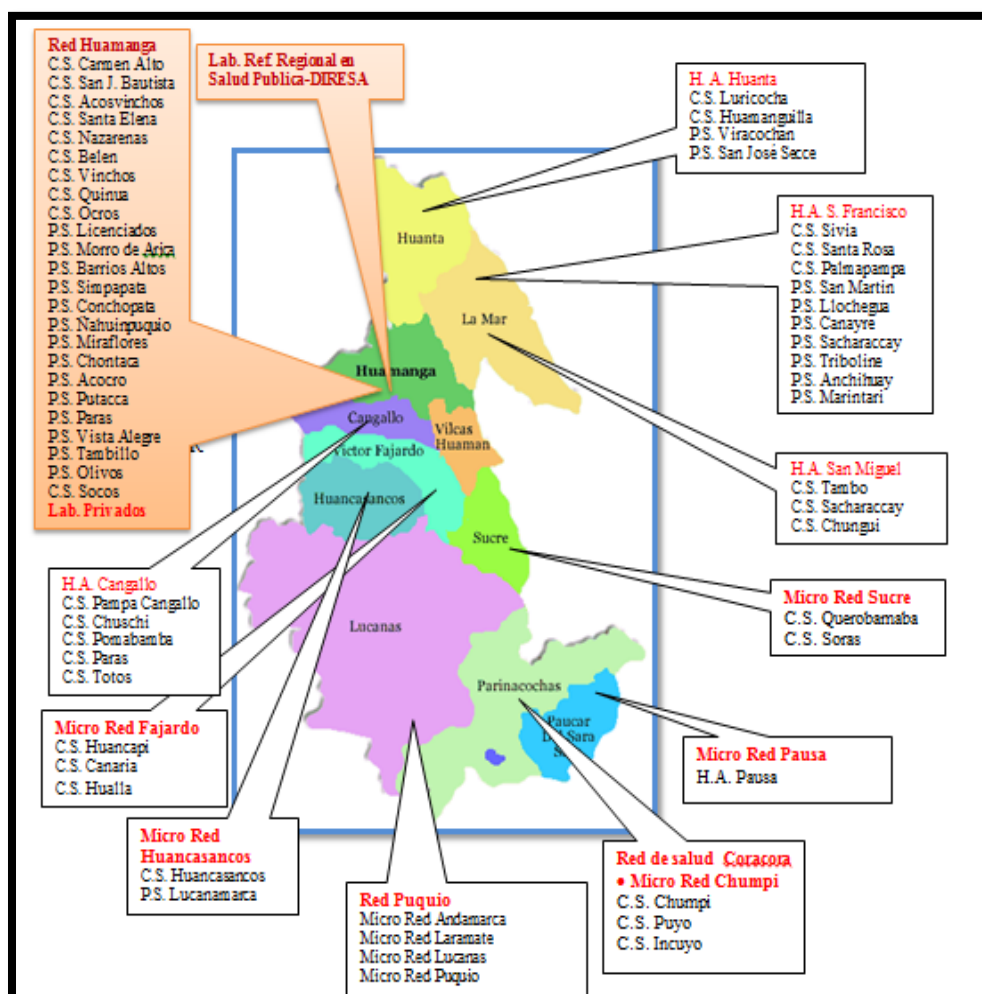 Red Huamanga
C.S. Carmen Alto
C.S. San J. Bautista
C.S. Acosvinchos
C.S. Santa Elena
C.S. Nazarenas
C.S. Belen
C.S. Vinchos
C.S. Quinua
C.S. Ocros
P.S. Licenciados
P.S. Morro de Arica
P.S. Barrios Altos
P.S. Simpapata
P.S. Conchopata
P.S. Ñahuinpuquio
P.S. Miraflores
P.S. Chontaca
P.S. Acocro
P.S. Putacca
P.S. Paras
P.S. Vista Alegre
P.S. Tambillo
P.S. Olivos
C.S. Socos
Lab. Privados
Lab. Ref. Regional en
Salud Publica-DIRESA
H. A. Huanta
C.S. Luricocha
C.S. Huamanguilla
P.S. Viracochan
P.S. San José Secce
H.A. S. Francisco
C.S. Sivia
C.S. Santa Rosa
C.S. Palmapampa
P.S. San Martin
P.S. Llochegua
P.S. Canayre
P.S. Sacharaccay
P.S. Triboline
P.S. Anchihuay
P.S. Marintari
H.A. San Miguel
C.S. Tambo
C.S. Sacharaccay
C.S. Chungui
Micro Red Sucre
C.S. Querobamaba
C.S. Soras
Micro Red Pausa
H.A. Pausa
Red de salud Coracora
• Micro Red Chumpi
C.S. Chumpi
C.S. Puyo
C.S. Incuyo
Red Puquio
Micro Red Andamarca
Micro Red Laramate
Micro Red Lucanas
Micro Red Puquio
Micro Red
Huancasancos
C.S. Huancasancos
P.S. Lucanamarca
Micro Red Fajardo
C.S. Huancapi
C.S. Canaria
C.S. Hualla
H.A. Cangallo
C.S. Pampa Cangallo
C.S. Chuschi
C.S. Pomabamba
C.S. Paras
C.S. Totos
Huanta
La Mar
Huamanga
Cangallo
Vilcas
Huaman
Victor Fajardo
Huancasancos
Sucre
Lucanas
Parinacochas
Paucar
Del Sara